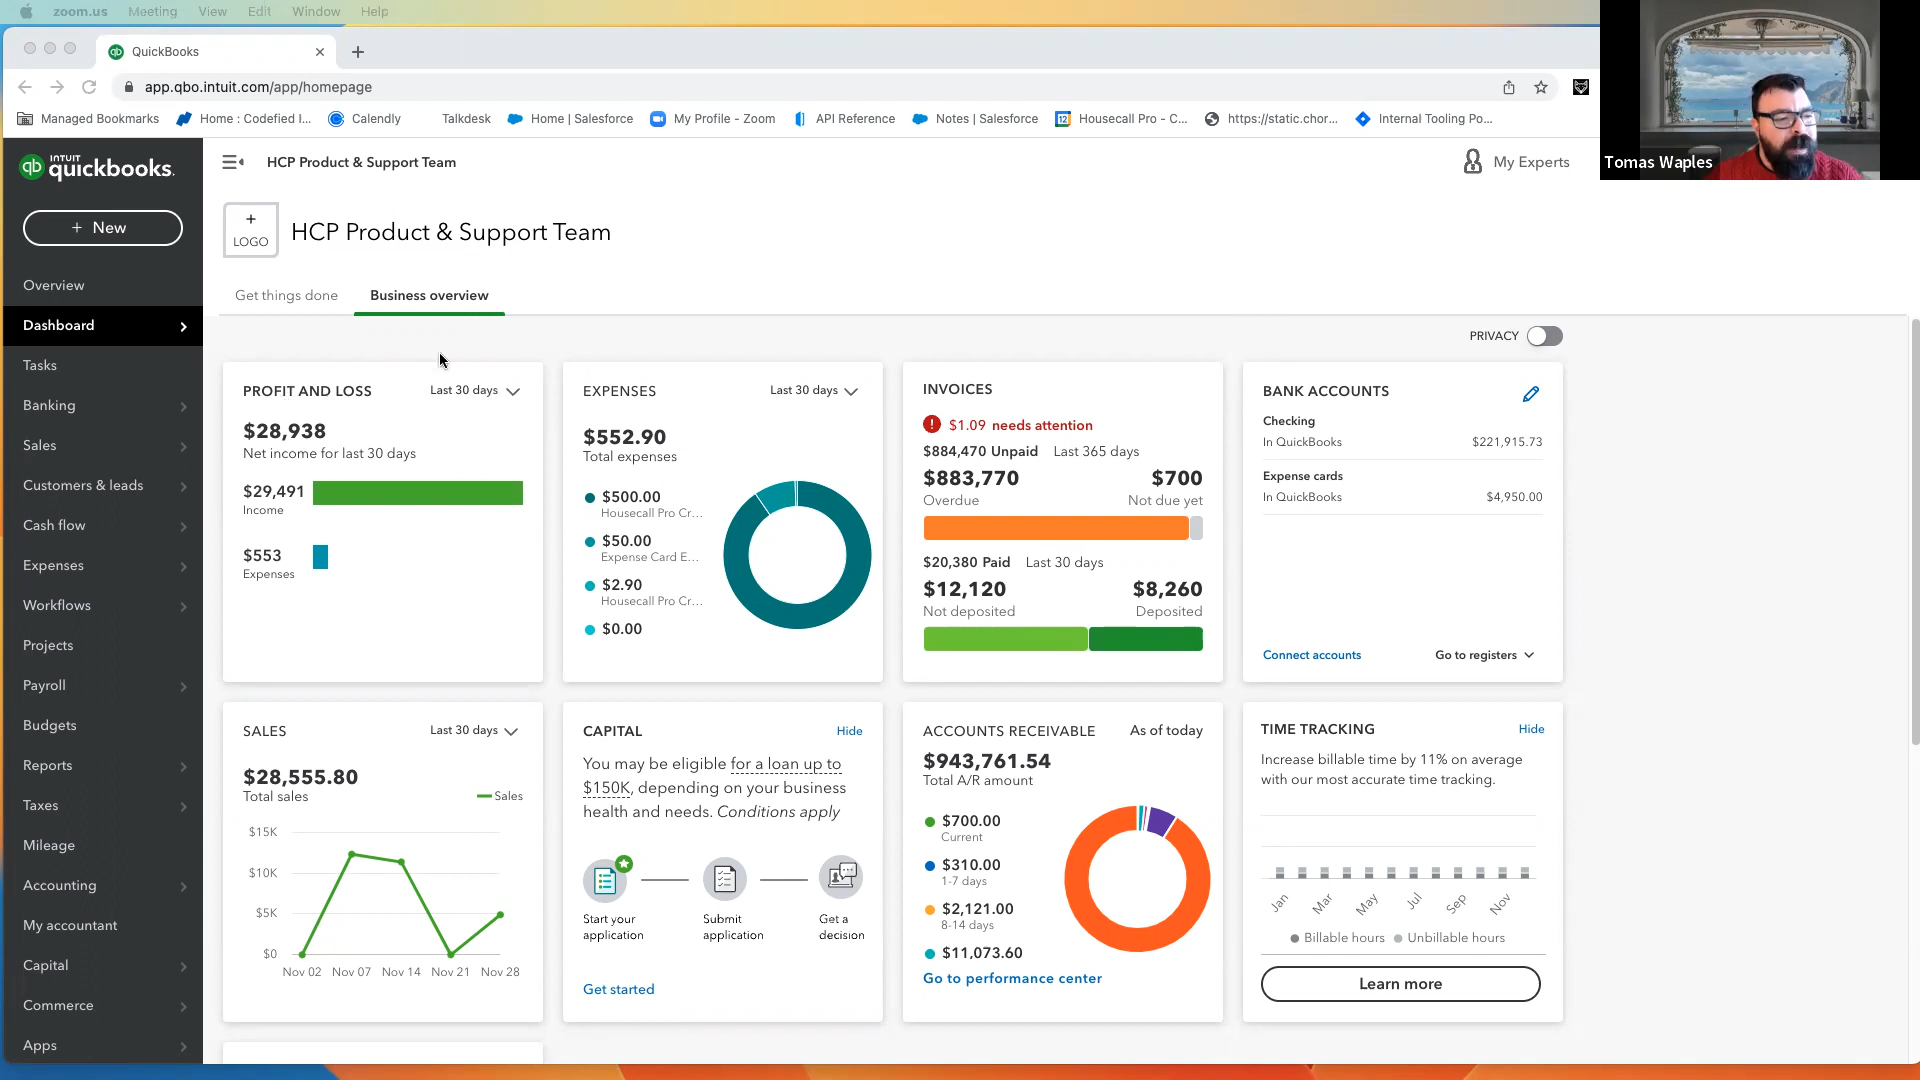 zoom.us Meeting View Edit Window Help
QuickBooks
app.qbo.intuit.com/app/homepage
Managed Bookmarks Home : Codefied I... Calendly Talkdesk Home | Salesforce My Profile - Zoom API Reference Notes | Salesforce 12 Housecall Pro - C... https://static.chor... Internal Tooling Po...
Tomas Waples
qb INTUIT quickbooks.
HCP Product & Support Team
My Experts
+ New
+ LOGO
HCP Product & Support Team
Overview
Dashboard
Tasks
Banking
Sales
Customers & leads
Cash flow
Expenses
Workflows
Projects
Payroll
Budgets
Reports
Taxes
Mileage
Accounting
My accountant
Capital
Commerce
Apps
Get things done Business overview
PRIVACY
PROFIT AND LOSS Last 30 days
$28,938
Net income for last 30 days
$29,491
Income
$553
Expenses
EXPENSES Last 30 days
$552.90
Total expenses
$500.00
Housecall Pro Cr...
$50.00
Expense Card E...
$2.90
Housecall Pro Cr...
$0.00
INVOICES
$1.09 needs attention
$884,470 Unpaid Last 365 days
$883,770 $700
Overdue Not due yet
$20,380 Paid Last 30 days
$12,120 $8,260
Not deposited Deposited
BANK ACCOUNTS
Checking
In QuickBooks $221,915.73
Expense cards
In QuickBooks $4,950.00
Connect accounts Go to registers
SALES Last 30 days
$28,555.80
Total sales
Sales
$15K
$10K
$5K
$0
Nov 02 Nov 07 Nov 14 Nov 21 Nov 28
CAPITAL Hide
You may be eligible for a loan up to
$150K, depending on your business
health and needs. Conditions apply
Start your application
Submit application
Get a decision
Get started
ACCOUNTS RECEIVABLE As of today
$943,761.54
Total A/R amount
$700.00
Current
$310.00
1-7 days
$2,121.00
8-14 days
$11,073.60
Go to performance center
TIME TRACKING Hide
Increase billable time by 11% on average
with our most accurate time tracking.
Jan Mar May Jul Sep Nov
Billable hours Unbillable hours
Learn more